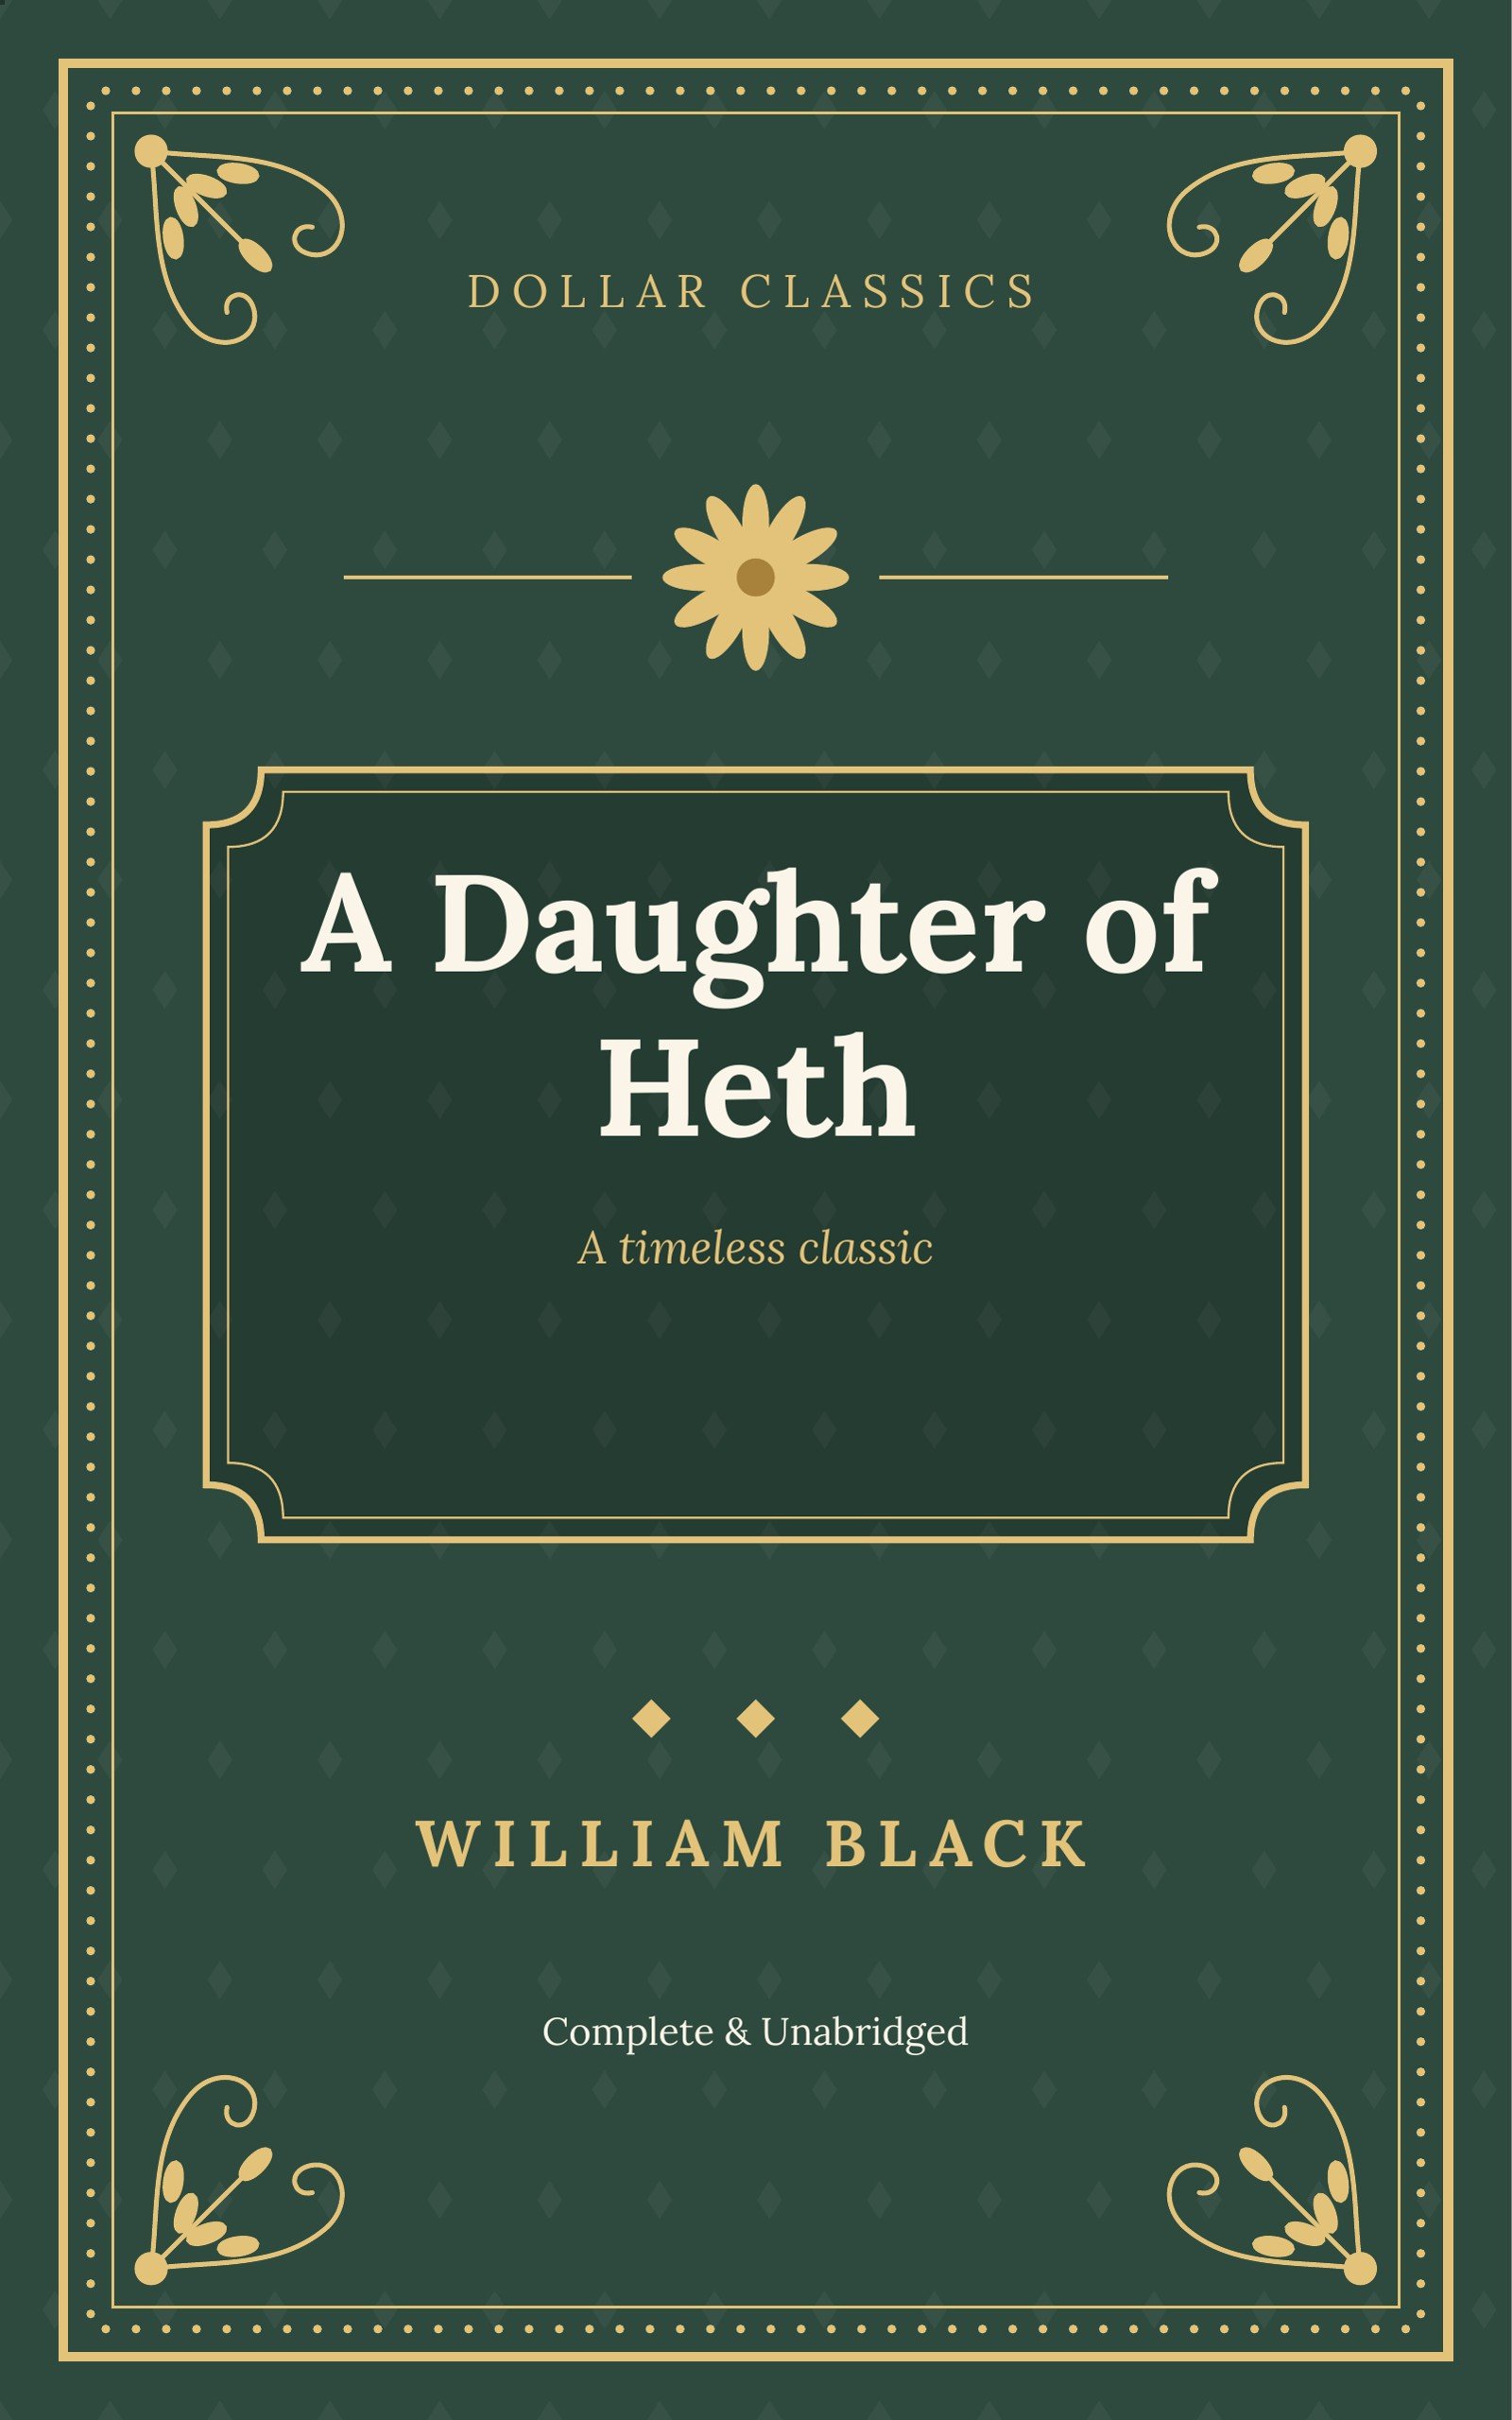 DOLLAR CLASSICS
A Daughter of
Heth
A timeless classic
WILLIAM BLACK
Complete & Unabridged